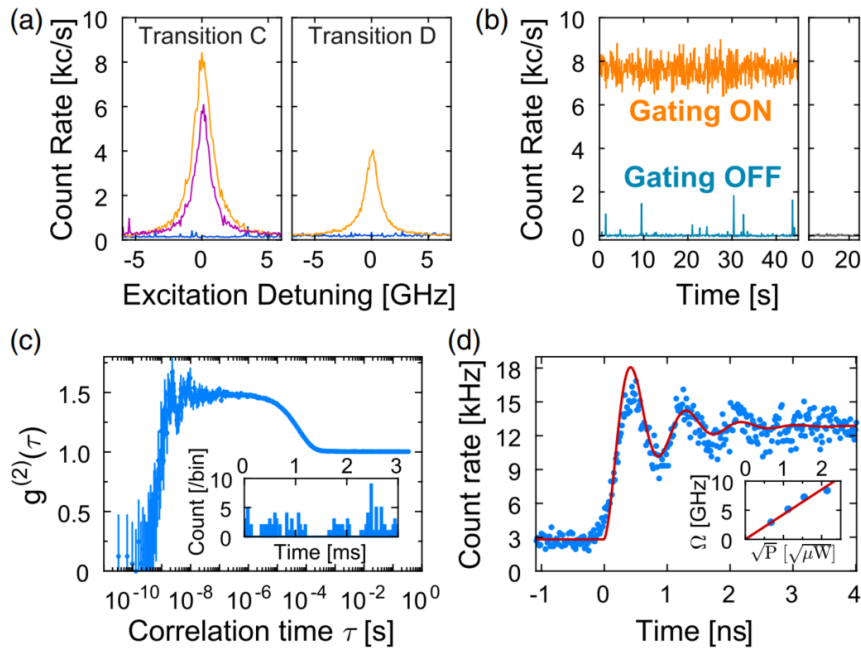 (a)
Transition C
Transition D
Count Rate [kc/s]
10
8
6
4
2
0
-5 0 5
-5 0 5
Excitation Detuning [GHz]
(b)
Count Rate [kc/s]
10
8
6
4
2
0
Gating ON
Gating OFF
0 10 20 30 40
0 20
Time [s]
(c)
g⁽²⁾(τ)
1.5
1.0
0.5
0
0 1 2 3
Count [/bin]
10
5
0
Time [ms]
10⁻¹⁰ 10⁻⁸ 10⁻⁶ 10⁻⁴ 10⁻² 10⁰
Correlation time τ [s]
(d)
Count rate [kHz]
18
15
12
9
6
3
0
0 1 2
Ω [GHz]
10
5
0
√P [√μW]
-1 0 1 2 3 4
Time [ns]